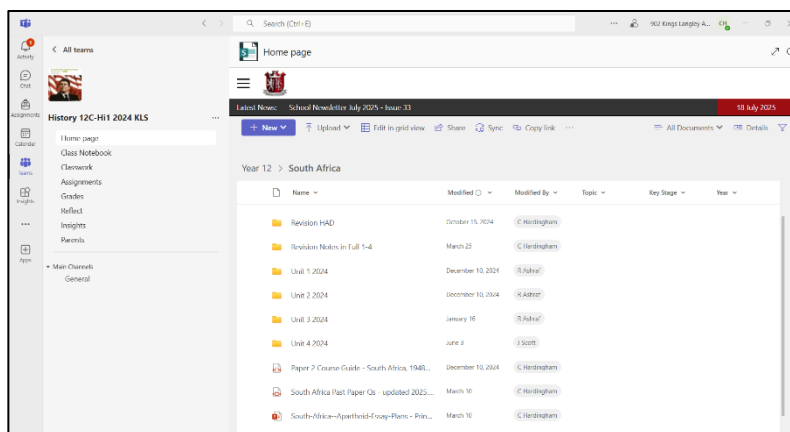 Search (Ctrl+E)
902 Kings Langley A...
CH
Activity
Chat
Assignments
Calendar
Teams
Insights
Apps
All teams
History 12C-Hi1 2024 KLS
Home page
Class Notebook
Classwork
Assignments
Grades
Reflect
Insights
Parents
Main Channels
General
Home page
Latest News: School Newsletter July 2025 - Issue 33 18 July 2025
New Upload Edit in grid view Share Sync Copy link ... All Documents Details
Year 12 > South Africa
Name Modified Modified By Topic Key Stage Year
Revision HAD October 15, 2024 C Hardingham
Revision Notes in Full 1-4 March 25 C Hardingham
Unit 1 2024 December 10, 2024 R Ashraf
Unit 2 2024 December 10, 2024 R Ashraf
Unit 3 2024 January 16 R Ashraf
Unit 4 2024 June 3 J Scott
Paper 2 Course Guide - South Africa, 1948... December 10, 2024 C Hardingham
South Africa Past Paper Qs - updated 2025... March 10 C Hardingham
South-Africa--Apartheid-Essay-Plans - Prin... March 10 C Hardingham